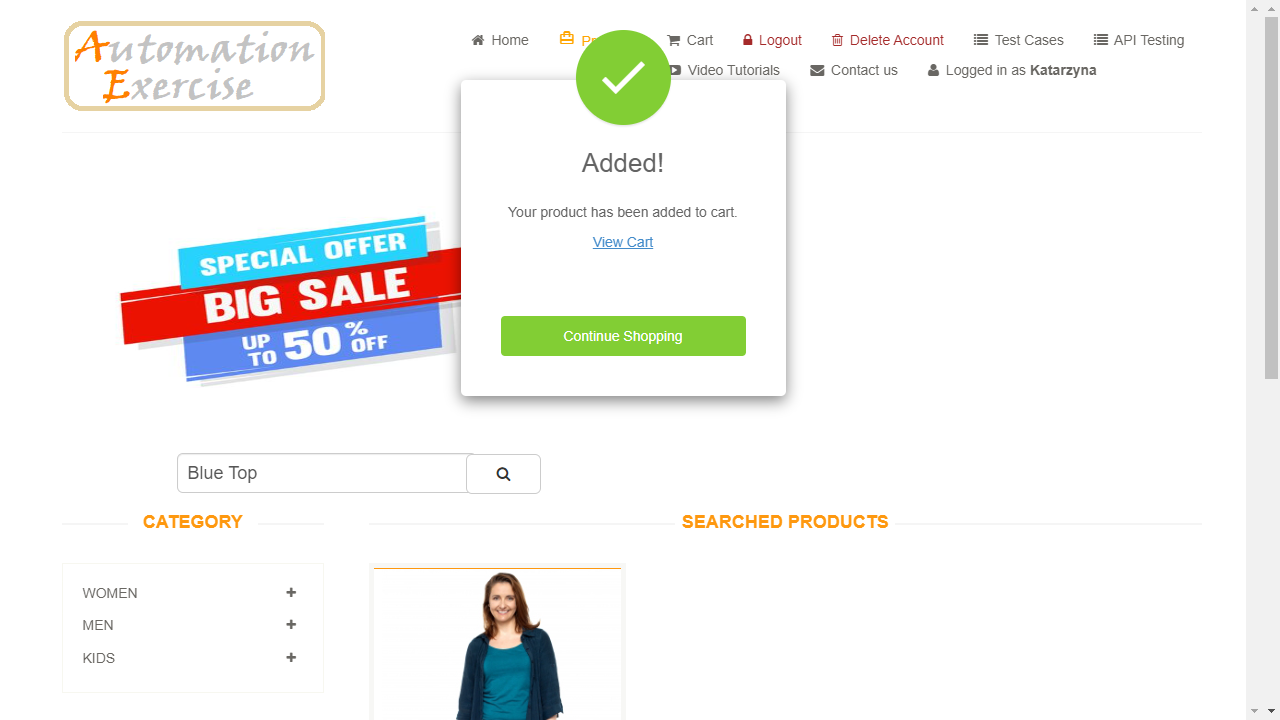 Automation
Exercise
Home
Cart
Logout
Delete Account
Test Cases
API Testing
Video Tutorials
Contact us
Logged in as Katarzyna
Added!
Your product has been added to cart.
View Cart
Continue Shopping
SPECIAL OFFER
BIG SALE
UP TO 50% OFF
Blue Top
CATEGORY
SEARCHED PRODUCTS
WOMEN
MEN
KIDS